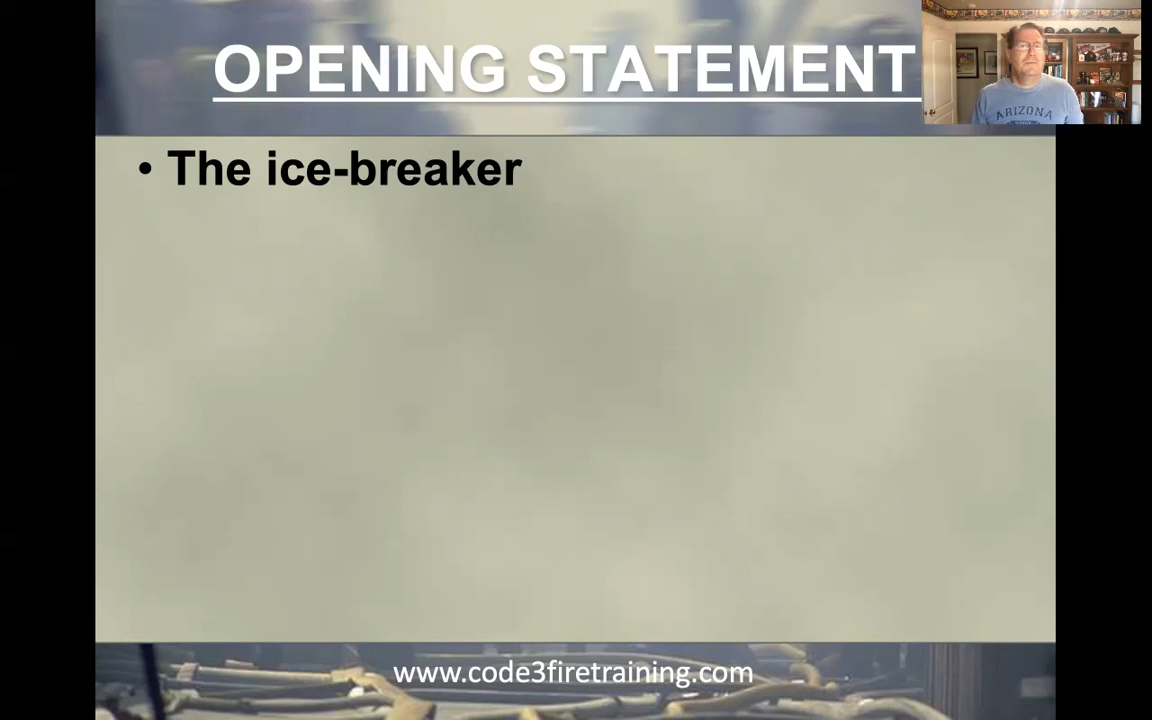 OPENING STATEMENT
ARIZONA
• The ice-breaker
www.code3firetraining.com